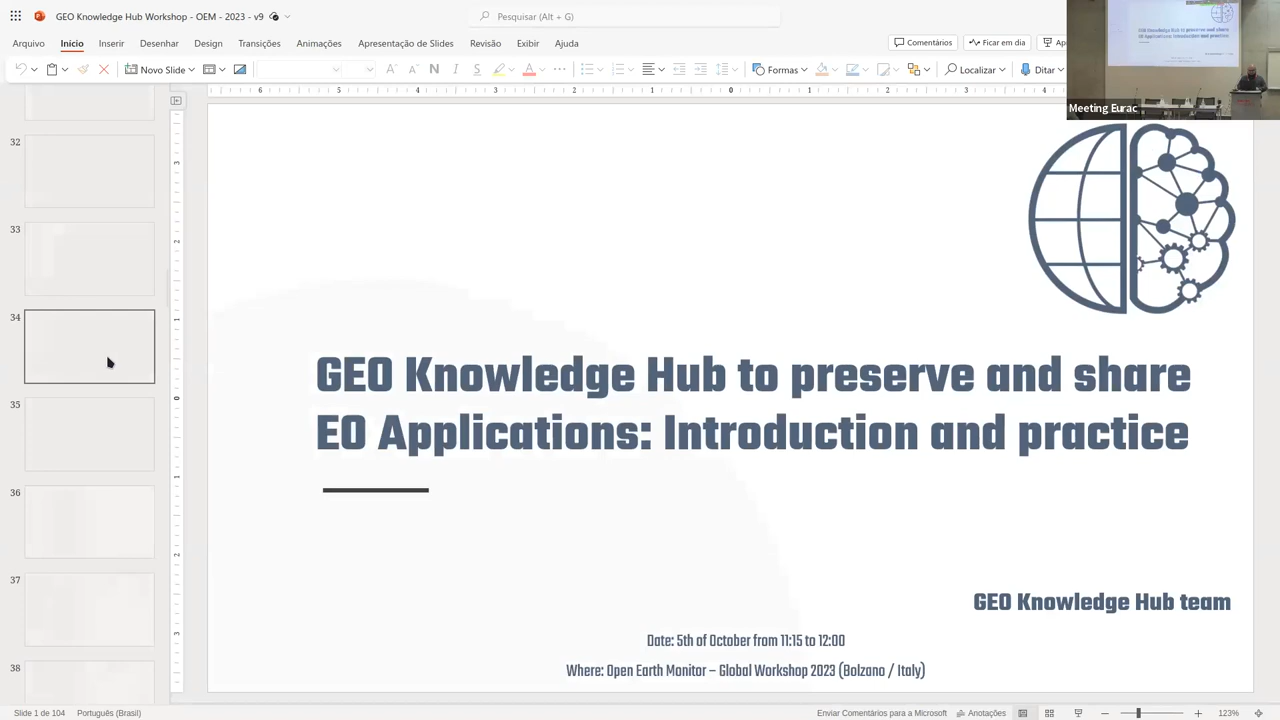 GEO Knowledge Hub Workshop - OEM - 2023 - v9
Pesquisar (Alt + G)
Arquivo
Início
Inserir
Desenhar
Design
Transições
Animações
Exibir
Ajuda
Comentários
Ficar em dia
Novo Slide
Formas
Localizar
Ditar
Meeting Eurac
32
33
34
35
36
37
38
GEO Knowledge Hub to preserve and share
EO Applications: Introduction and practice
GEO Knowledge Hub team
Date: 5th of October from 11:15 to 12:00
Where: Open Earth Monitor – Global Workshop 2023 (Bolzano / Italy)
Slide 1 de 104
Português (Brasil)
Enviar Comentários para a Microsoft
Anotações
123%